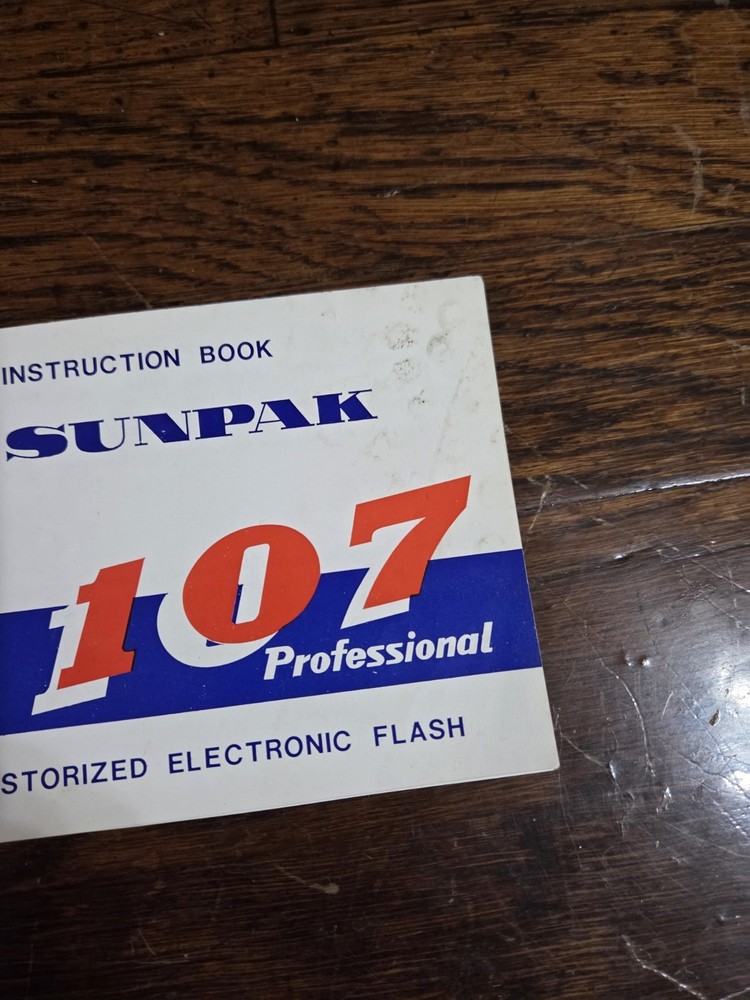 INSTRUCTION BOOK
SUNPAK
107
Professional
STORIZED ELECTRONIC FLASH